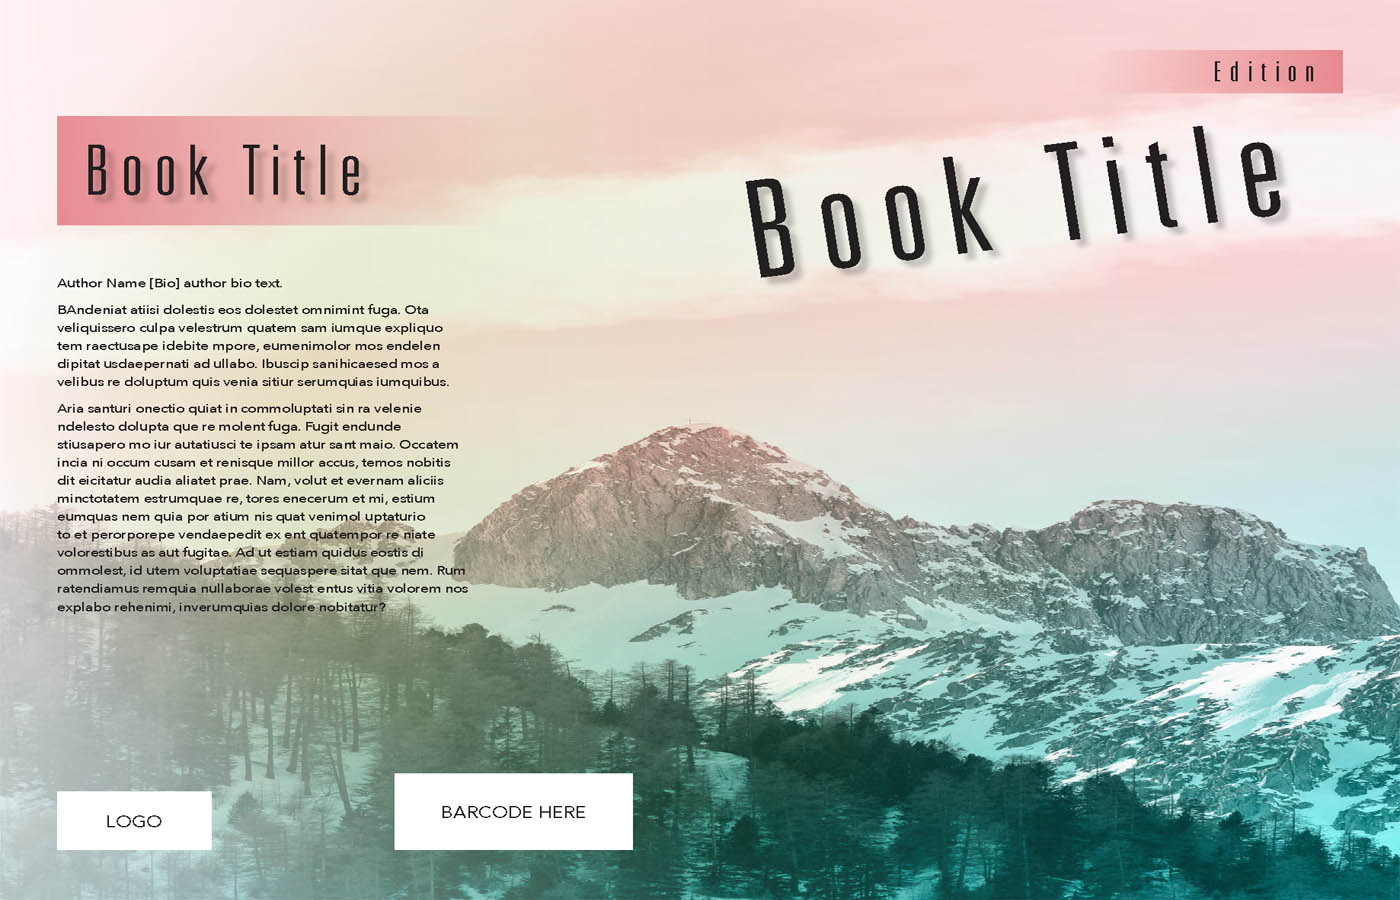 Book Title
Author Name [Bio] author bio text.
BAndeniat atiisi dolestis eos dolestet omnimint fuga. Ota
veliquissero culpa velestrum quatem sam iumque expliquo
tem raectusape idebite mpore, eumenimolor mos endelen
dipitat usdaepernati ad ullabo. Ibuscip sanihicaesed mos a
velibus re doluptum quis venia sitiur serumquias iumquibus.
Aria santuri onectio quiat in commoluptati sin ra velenie
ndelesto dolupta que re molent fuga. Fugit endunde
stiusapero mo iur autatiusci te ipsam atur sant maio. Occatem
incia ni occum cusam et renisque millor accus, temos nobitis
dit eicitatur audia aliatet prae. Nam, volut et evernam aliciis
minctotatem estrumquae re, tores enecerum et mi, estium
eumquas nem quia por atium nis quat venimol uptaturio
to et perorporepe vendaepedit ex ent quatempor re niate
volorestibus as aut fugitae. Ad ut estiam quidus eostis di
ommolest, id utem voluptatiae sequaspere sitat que nem. Rum
ratendiamus remquia nullaborae volest entus vitia volorem nos
explabo rehenimi, inverumquias dolore nobitatur?
LOGO
BARCODE HERE
Edition
Book Title